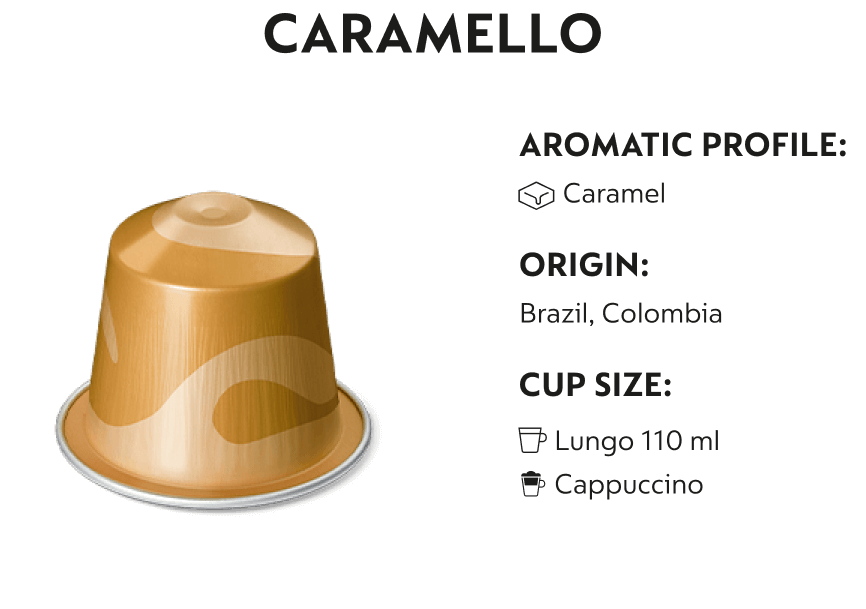 CARAMELLO
AROMATIC PROFILE:
Caramel
ORIGIN:
Brazil, Colombia
CUP SIZE:
Lungo 110 ml
Cappuccino